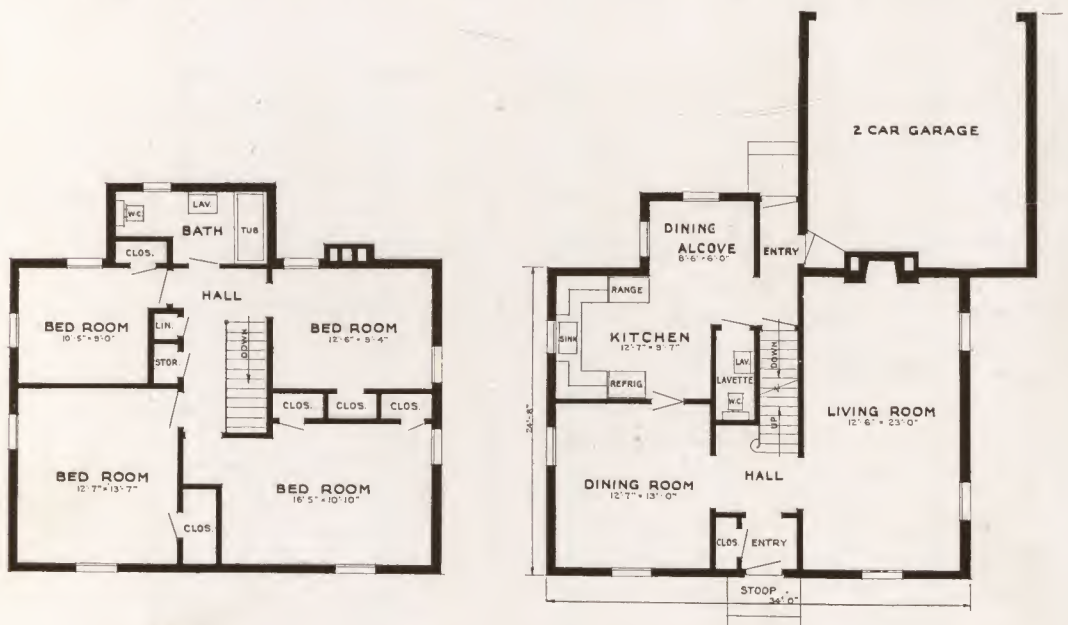 W.C.
LAV.
BATH
TUB
CLOS.
HALL
BED ROOM
10'-5" × 9'-0"
LIN.
STOR.
DOWN
BED ROOM
12'-6" × 9'-4"
CLOS.
CLOS.
CLOS.
BED ROOM
12'-7" × 13'-7"
CLOS.
BED ROOM
16'-5" × 10'-10"
2 CAR GARAGE
DINING
ALCOVE
8'-6" × 6'-0"
ENTRY
RANGE
SINK
KITCHEN
12'-7" × 9'-7"
REFRIG.
LAV.
LAVETTE
W.C.
DOWN
UP
LIVING ROOM
12'-6" × 23'-0"
24'-8"
DINING ROOM
12'-7" × 13'-0"
HALL
CLOS.
ENTRY
STOOP
34'-0"